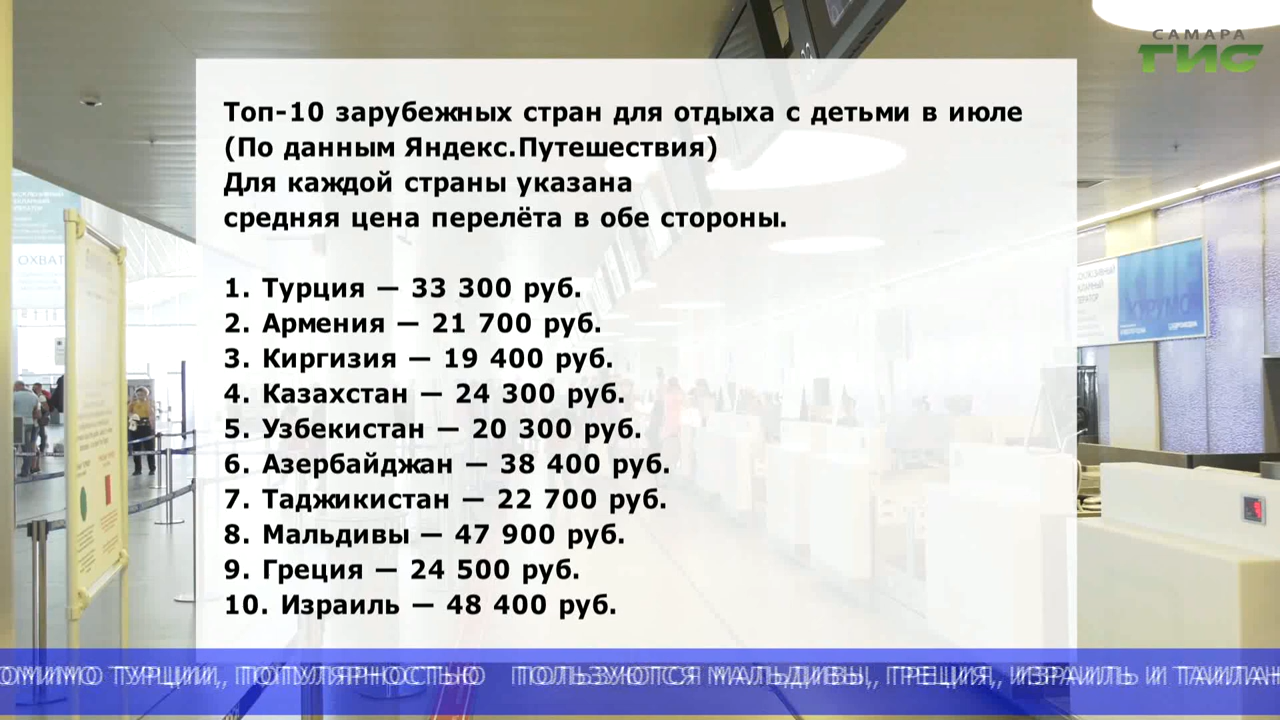 САМАРА
ГИС
Топ-10 зарубежных стран для отдыха с детьми в июле
(По данным Яндекс.Путешествия)
Для каждой страны указана
средняя цена перелёта в обе стороны.
1. Турция — 33 300 руб.
2. Армения — 21 700 руб.
3. Киргизия — 19 400 руб.
4. Казахстан — 24 300 руб.
5. Узбекистан — 20 300 руб.
6. Азербайджан — 38 400 руб.
7. Таджикистан — 22 700 руб.
8. Мальдивы — 47 900 руб.
9. Греция — 24 500 руб.
10. Израиль — 48 400 руб.
ОХВАТ
ОМИМО ТУРЦИИ, ПОПУЛЯРНОСТЬЮ ПОЛЬЗУЮТСЯ МАЛЬДИВЫ, ГРЕЦИЯ, ИЗРАИЛЬ И ТАИЛАН